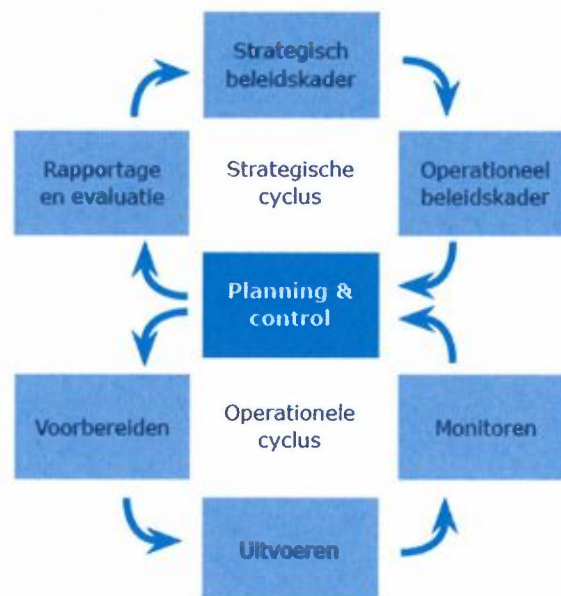 Strategisch
beleidskader
Rapportage
en evaluatie
Strategische
cyclus
Operationeel
beleidskader
Planning &
control
Voorbereiden
Operationele
cyclus
Monitoren
Uitvoeren